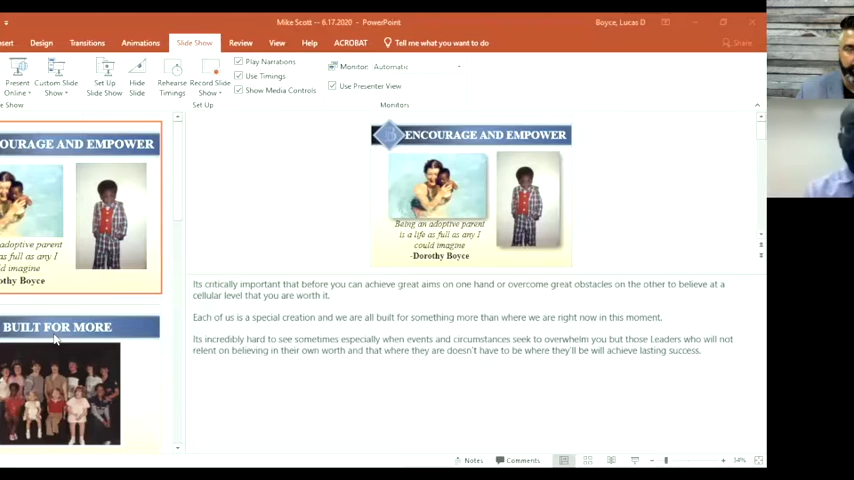 Mike Scott -- 6.17.2020 - PowerPoint
Boyce, Lucas D
nsert
Design
Transitions
Animations
Slide Show
Review
View
Help
ACROBAT
Tell me what you want to do
Share
Present Online
Custom Slide Show
Set Up Slide Show
Hide Slide
Rehearse Timings
Record Slide Show
Play Narrations
Use Timings
Show Media Controls
Monitor:
Automatic
Use Presenter View
e Show
Set Up
Monitors
OURAGE AND EMPOWER
adoptive parent
as full as any I
d imagine
othy Boyce
BUILT FOR MORE
B
ENCOURAGE AND EMPOWER
Being an adoptive parent
is a life as full as any I
could imagine
-Dorothy Boyce
Its critically important that before you can achieve great aims on one hand or overcome great obstacles on the other to believe at a
cellular level that you are worth it.
Each of us is a special creation and we are all built for something more than where we are right now in this moment.
Its incredibly hard to see sometimes especially when events and circumstances seek to overwhelm you but those Leaders who will not
relent on believing in their own worth and that where they are doesn't have to be where they'll be will achieve lasting success.
Notes
Comments
34%